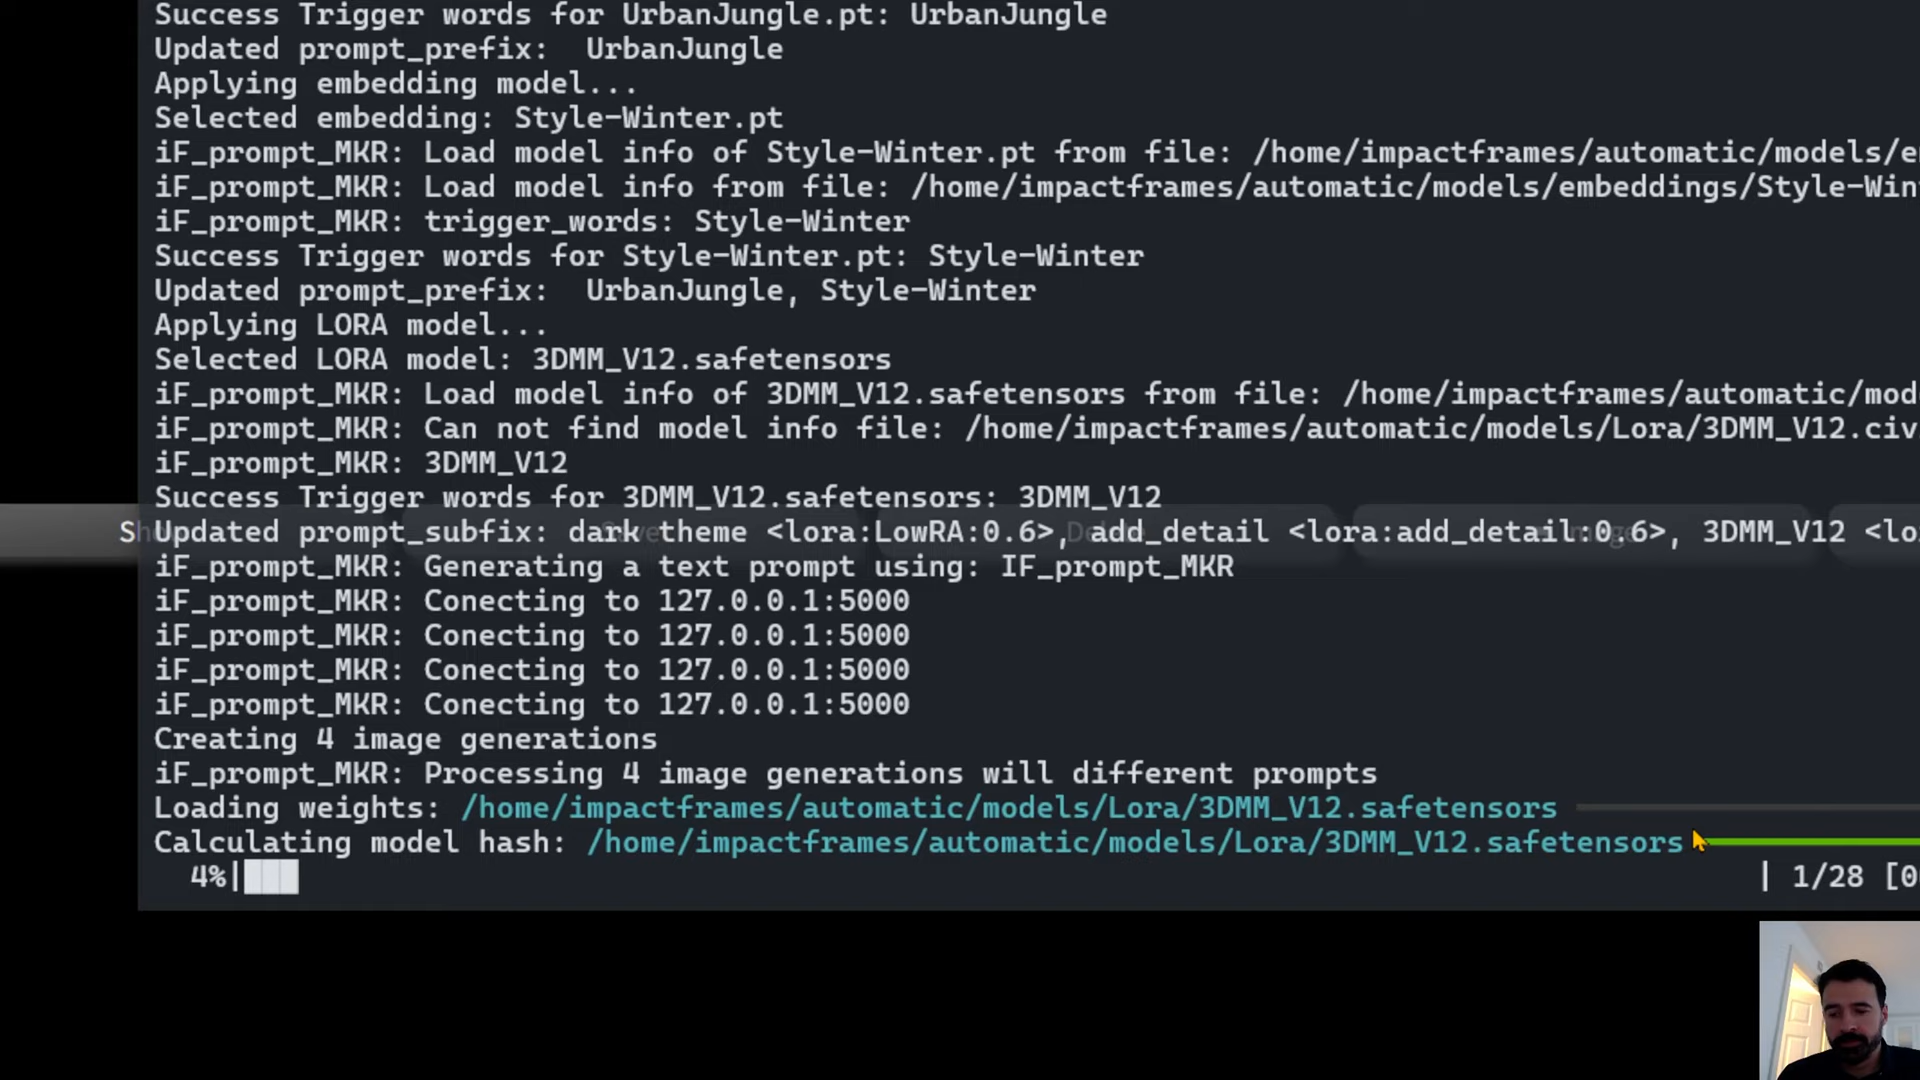 Success Trigger words for UrbanJungle.pt: UrbanJungle
Updated prompt_prefix:  UrbanJungle
Applying embedding model...
Selected embedding: Style-Winter.pt
iF_prompt_MKR: Load model info of Style-Winter.pt from file: /home/impactframes/automatic/models/e
iF_prompt_MKR: Load model info from file: /home/impactframes/automatic/models/embeddings/Style-Win
iF_prompt_MKR: trigger_words: Style-Winter
Success Trigger words for Style-Winter.pt: Style-Winter
Updated prompt_prefix:  UrbanJungle, Style-Winter
Applying LORA model...
Selected LORA model: 3DMM_V12.safetensors
iF_prompt_MKR: Load model info of 3DMM_V12.safetensors from file: /home/impactframes/automatic/mod
iF_prompt_MKR: Can not find model info file: /home/impactframes/automatic/models/Lora/3DMM_V12.civ
iF_prompt_MKR: 3DMM_V12
Success Trigger words for 3DMM_V12.safetensors: 3DMM_V12
Updated prompt_subfix: dark theme <lora:LowRA:0.6>, add_detail <lora:add_detail:0.6>, 3DMM_V12 <lo
iF_prompt_MKR: Generating a text prompt using: IF_prompt_MKR
iF_prompt_MKR: Conecting to 127.0.0.1:5000
iF_prompt_MKR: Conecting to 127.0.0.1:5000
iF_prompt_MKR: Conecting to 127.0.0.1:5000
iF_prompt_MKR: Conecting to 127.0.0.1:5000
Creating 4 image generations
iF_prompt_MKR: Processing 4 image generations will different prompts
Loading weights: /home/impactframes/automatic/models/Lora/3DMM_V12.safetensors
Calculating model hash: /home/impactframes/automatic/models/Lora/3DMM_V12.safetensors
4%| | 1/28 [0